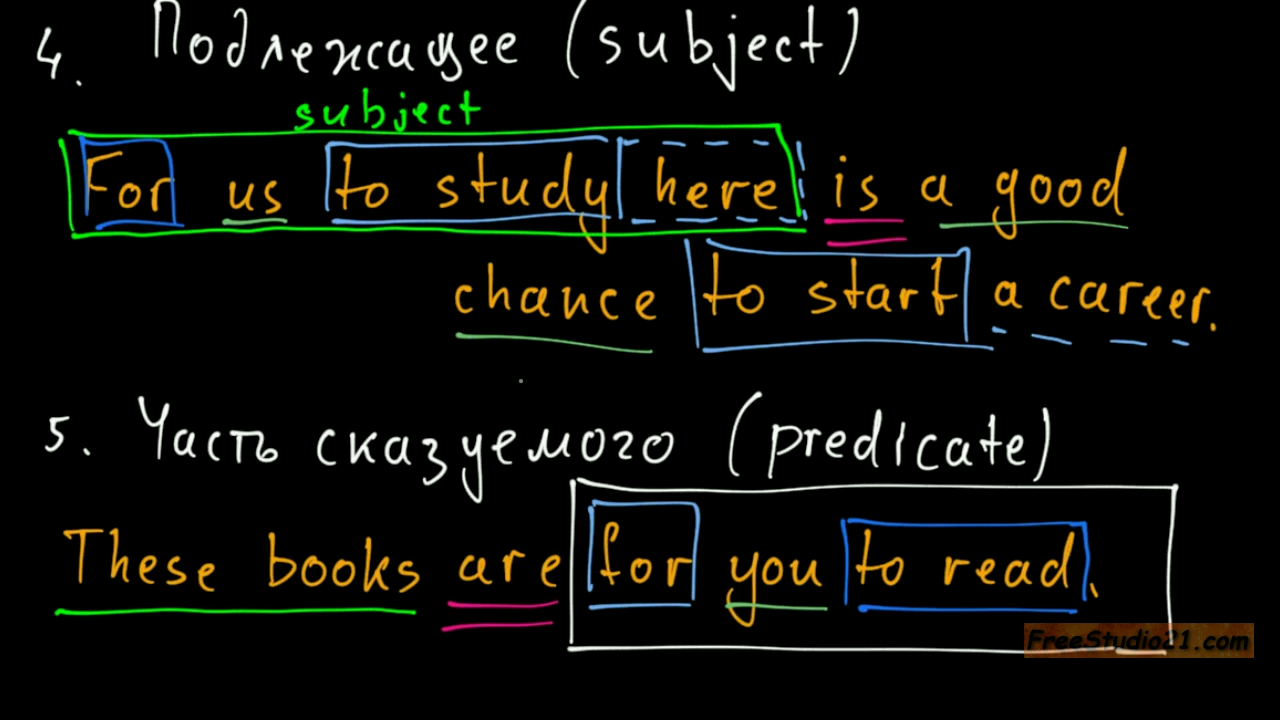 4. Подлежащее (subject)
subject
For us to study here is a good
chance to start a career.
5. Часть сказуемого (predicate)
These books are for you to read.
FreeStudio21.com